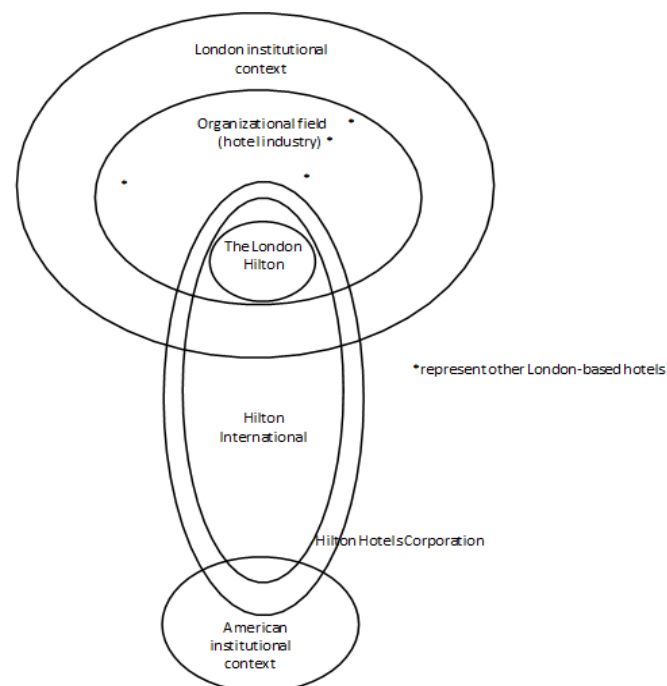 London institutional
context
Organizational field *
(hotel industry) *
*
*
The London
Hilton
*represent other London-based hotels
Hilton
International
Hilton Hotels Corporation
American
institutional
context